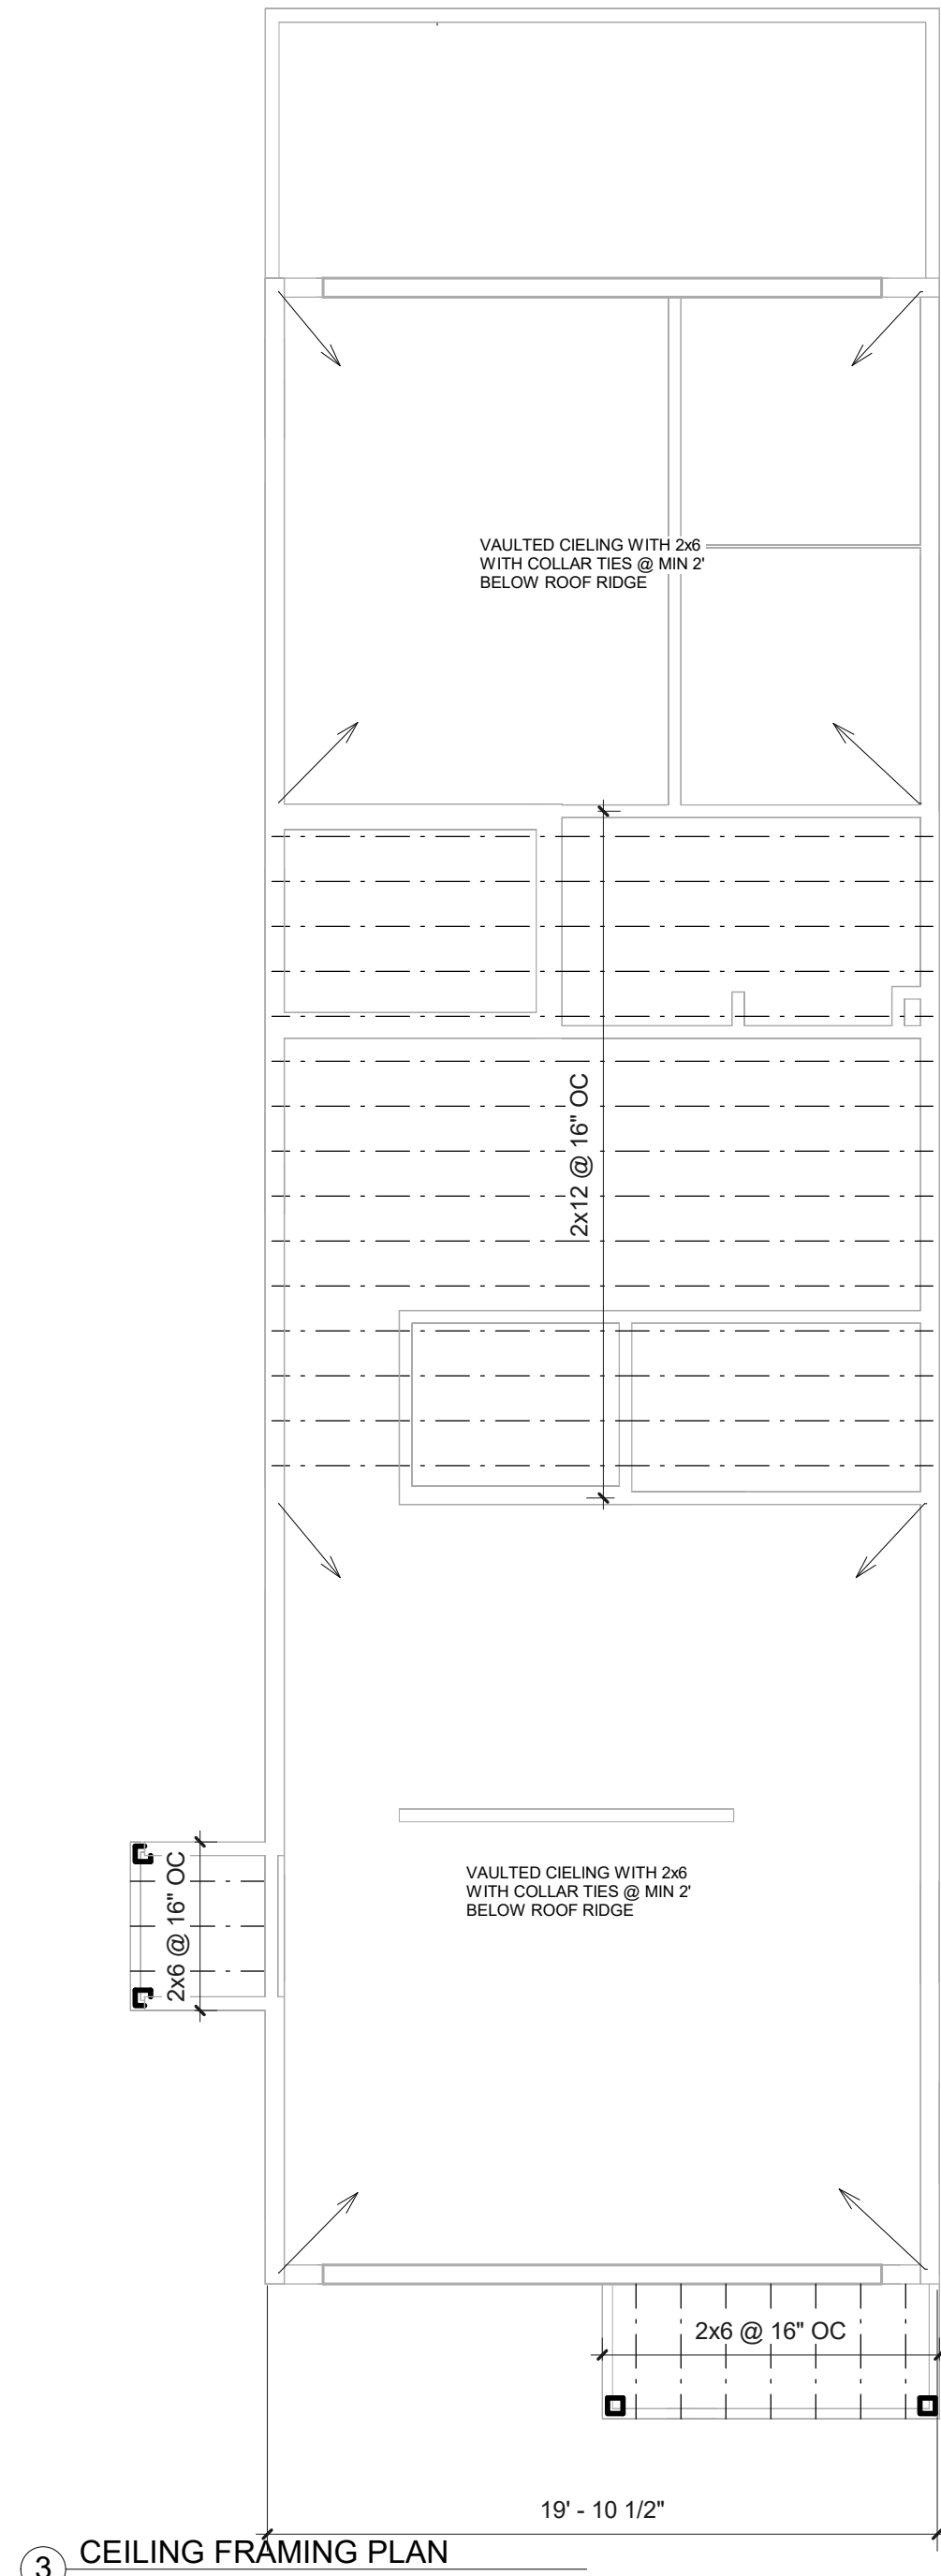 VAULTED CIELING WITH 2x6
WITH COLLAR TIES @ MIN 2'
BELOW ROOF RIDGE
2x12 @ 16" OC
2x6 @ 16" OC
VAULTED CIELING WITH 2x6
WITH COLLAR TIES @ MIN 2'
BELOW ROOF RIDGE
2x6 @ 16" OC
19' - 10 1/2"
3 CEILING FRAMING PLAN